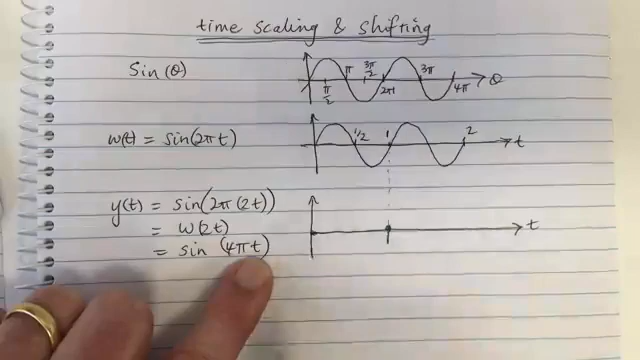 time scaling & shifting
sin(θ)
π/2 π 3π/2 2π 3π 4π θ
w(t) = sin(2πt)
1/2 1 2 t
y(t) = sin(2π(2t))
= w(2t)
= sin (4πt)
t